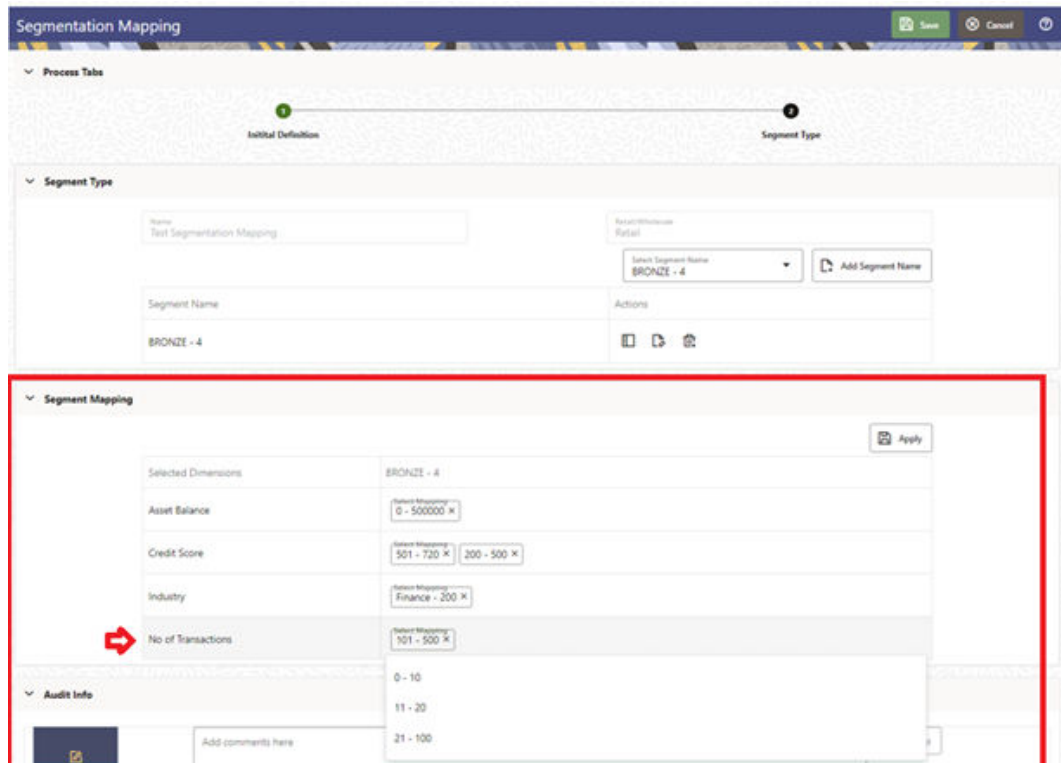 Segmentation Mapping
Save
Cancel
Process Tabs
1
2
Initital Definition
Segment Type
Segment Type
Name
Test Segmentation Mapping
Retail/Wholesale
Retail
Select Segment Name
BRONZE - 4
Add Segment Name
Segment Name
Actions
BRONZE - 4
Segment Mapping
Apply
Selected Dimensions
BRONZE - 4
Asset Balance
Select Mapping
0 - 500000 ×
Credit Score
Select Mapping
501 - 720 × 200 - 500 ×
Industry
Select Mapping
Finance - 200 ×
No of Transactions
Select Mapping
101 - 500 ×
0 - 10
11 - 20
21 - 100
Audit Info
Add comments here